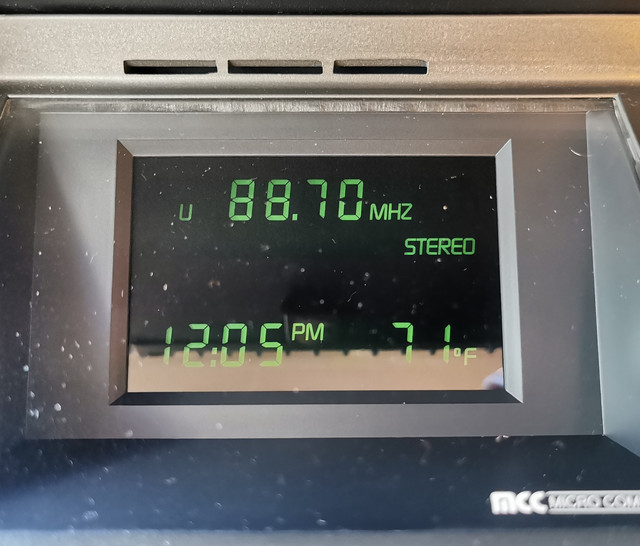 U 88.70 MHZ
STEREO
12:05 PM 71°F
mcc MICRO COM